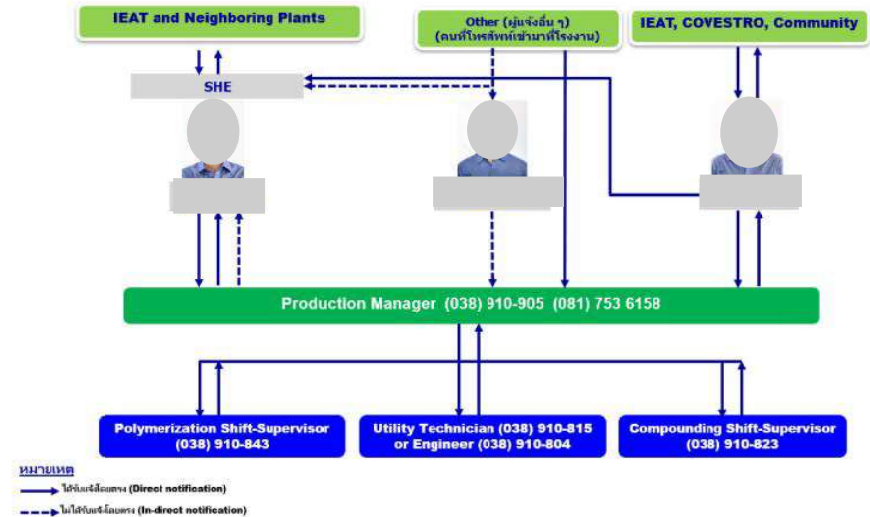 IEAT and Neighboring Plants
Other (ผู้แจ้งอื่น ๆ)
(คนที่โทรศัพท์เข้ามาที่โรงงาน)
IEAT, COVESTRO, Community
SHE
Production Manager (038) 910-905 (081) 753 6158
Polymerization Shift-Supervisor
(038) 910-843
Utility Technician (038) 910-815
or Engineer (038) 910-804
Compounding Shift-Supervisor
(038) 910-823
หมายเหตุ
ได้รับแจ้งโดยตรง (Direct notification)
ไม่ได้รับแจ้งโดยตรง (In-direct notification)